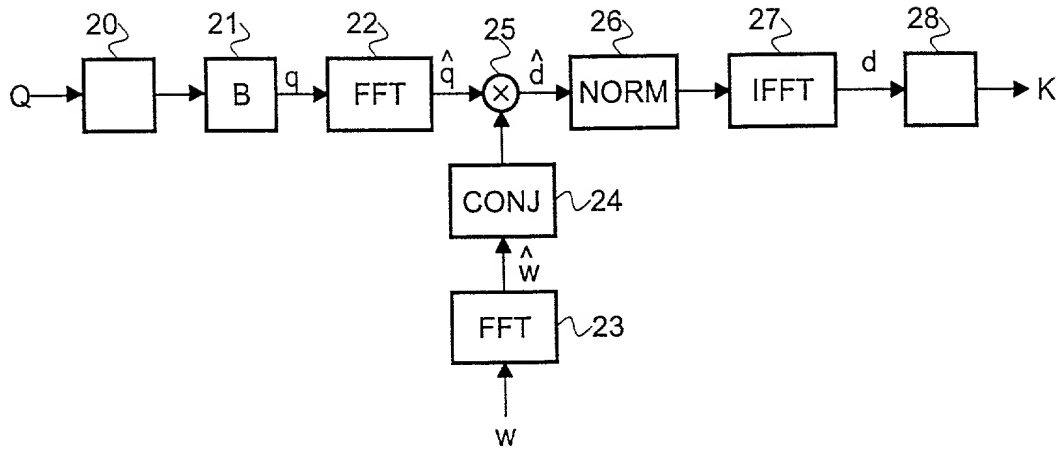 20
21
22
25
26
27
28
Q
B
q
FFT
q̂
×
d̂
NORM
IFFT
d
K
CONJ
24
ŵ
FFT
23
w